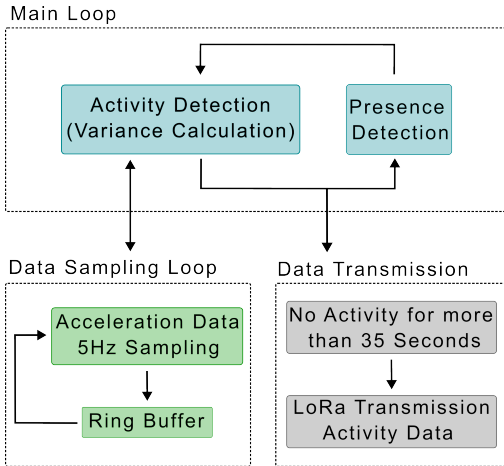 Main Loop
Activity Detection
(Variance Calculation)
Presence
Detection
Data Sampling Loop
Acceleration Data
5Hz Sampling
Ring Buffer
Data Transmission
No Activity for more
than 35 Seconds
LoRa Transmission
Activity Data